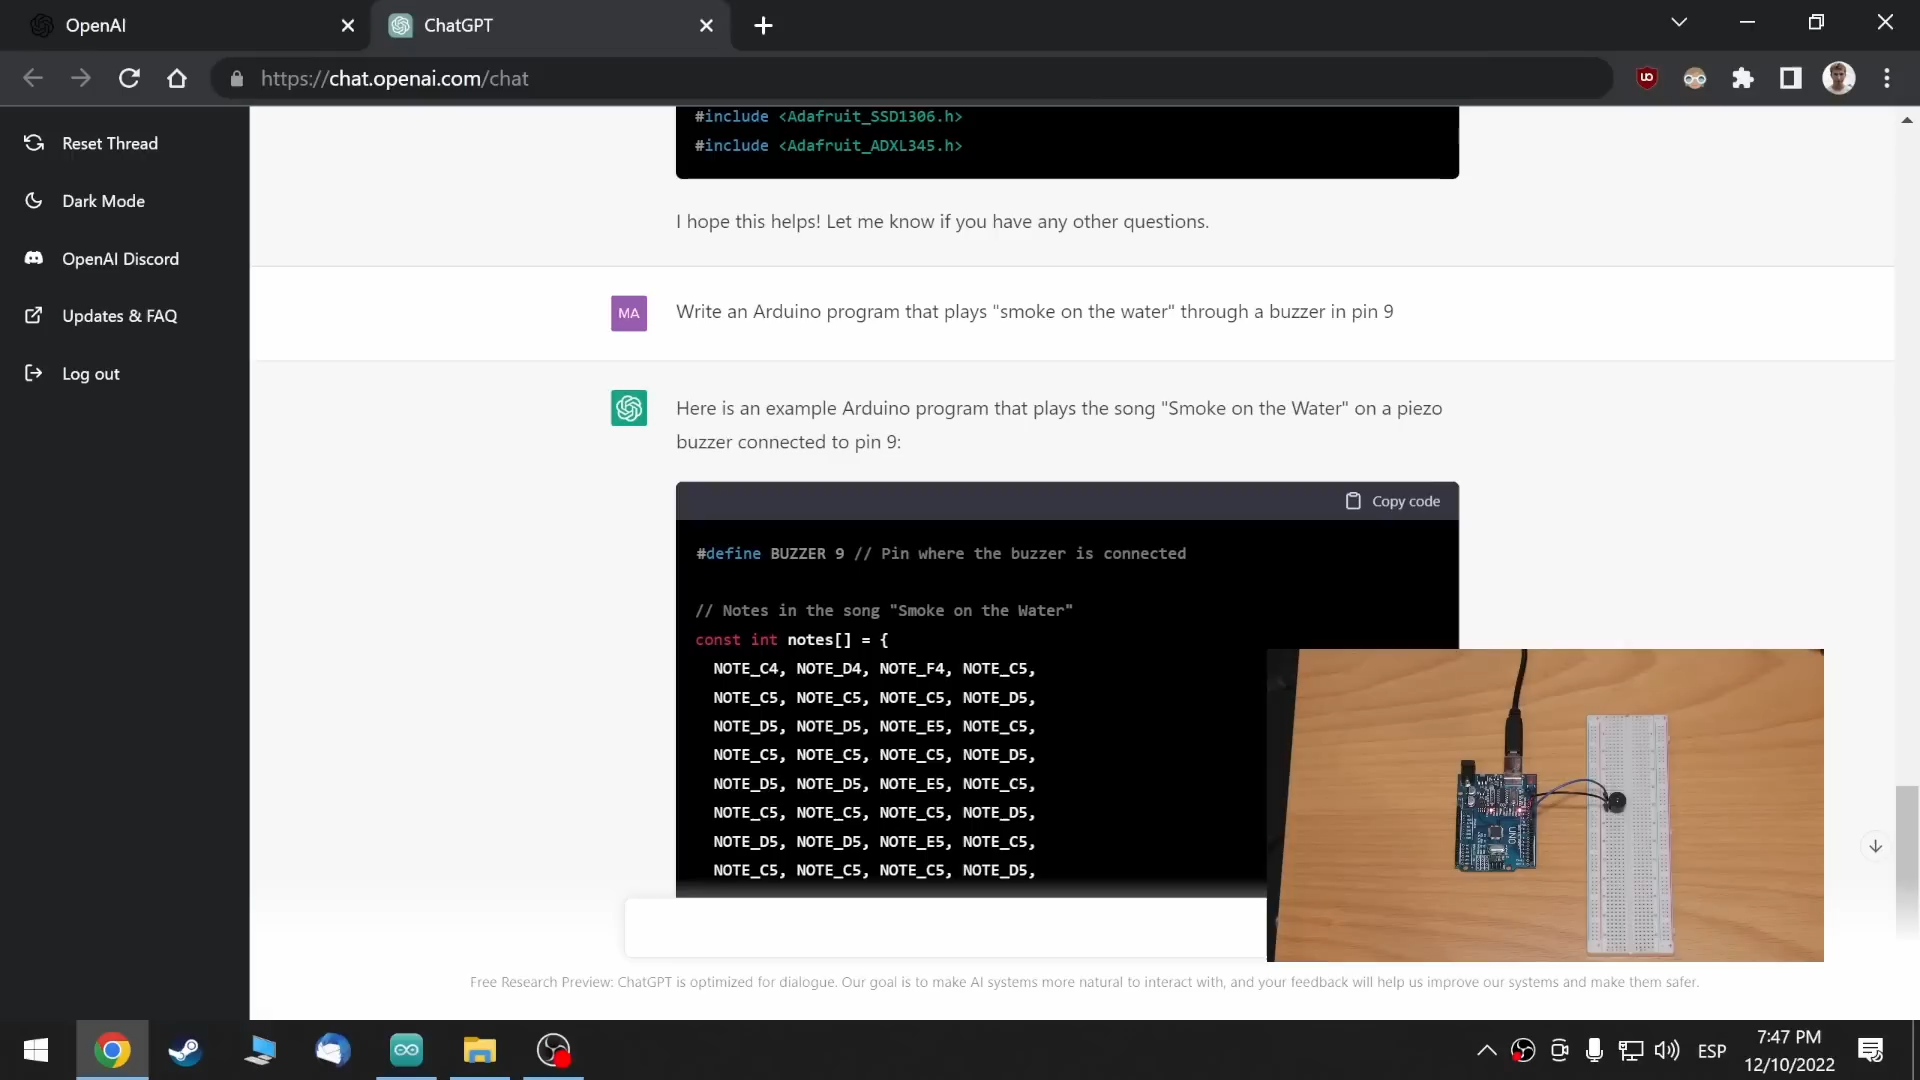 OpenAI
ChatGPT
https://chat.openai.com/chat
Reset Thread
Dark Mode
OpenAI Discord
Updates & FAQ
Log out
#include <Adafruit_SSD1306.h>
#include <Adafruit_ADXL345.h>
I hope this helps! Let me know if you have any other questions.
MA
Write an Arduino program that plays "smoke on the water" through a buzzer in pin 9
Here is an example Arduino program that plays the song "Smoke on the Water" on a piezo
buzzer connected to pin 9:
Copy code
#define BUZZER 9 // Pin where the buzzer is connected
// Notes in the song "Smoke on the Water"
const int notes[] = {
NOTE_C4, NOTE_D4, NOTE_F4, NOTE_C5,
NOTE_C5, NOTE_C5, NOTE_C5, NOTE_D5,
NOTE_D5, NOTE_D5, NOTE_E5, NOTE_C5,
NOTE_C5, NOTE_C5, NOTE_C5, NOTE_D5,
NOTE_D5, NOTE_D5, NOTE_E5, NOTE_C5,
NOTE_C5, NOTE_C5, NOTE_C5, NOTE_D5,
NOTE_D5, NOTE_D5, NOTE_E5, NOTE_C5,
NOTE_C5, NOTE_C5, NOTE_C5, NOTE_D5,
UNO
Free Research Preview: ChatGPT is optimized for dialogue. Our goal is to make AI systems more natural to interact with, and your feedback will help us improve our systems and make them safer.
ESP
7:47 PM
12/10/2022